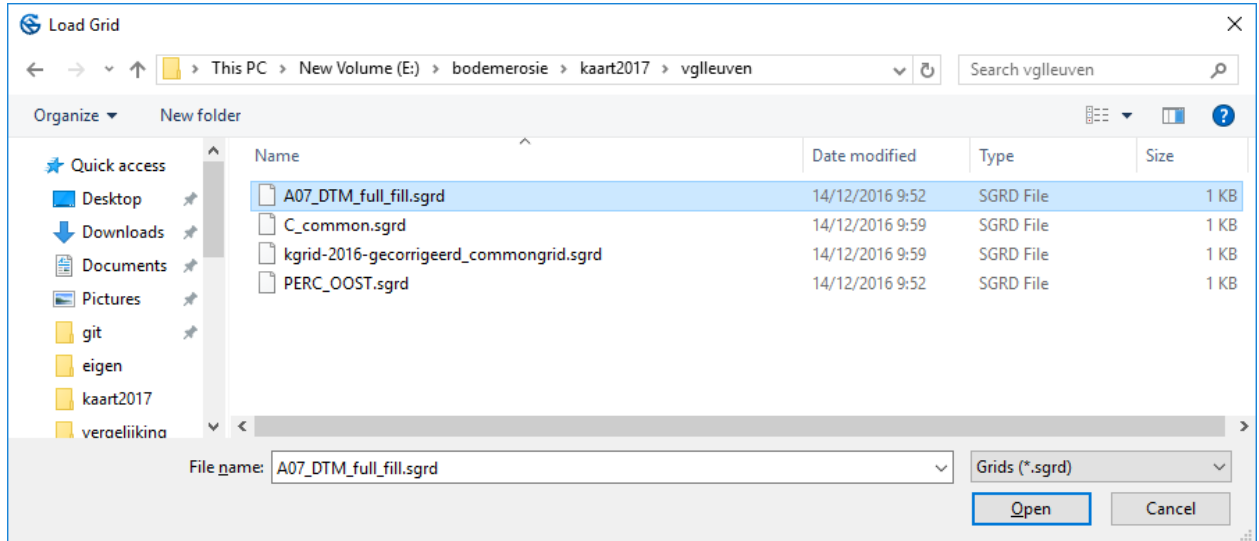 Load Grid
This PC > New Volume (E:) > bodemerosie > kaart2017 > vglleuven
Search vglleuven
Organize
New folder
Quick access
Desktop
Downloads
Documents
Pictures
git
eigen
kaart2017
vergelijking
Name Date modified Type Size
A07_DTM_full_fill.sgrd 14/12/2016 9:52 SGRD File 1 KB
C_common.sgrd 14/12/2016 9:59 SGRD File 1 KB
kgrid-2016-gecorrigeerd_commongrid.sgrd 14/12/2016 9:59 SGRD File 1 KB
PERC_OOST.sgrd 14/12/2016 9:52 SGRD File 1 KB
File name: A07_DTM_full_fill.sgrd
Grids (*.sgrd)
Open
Cancel